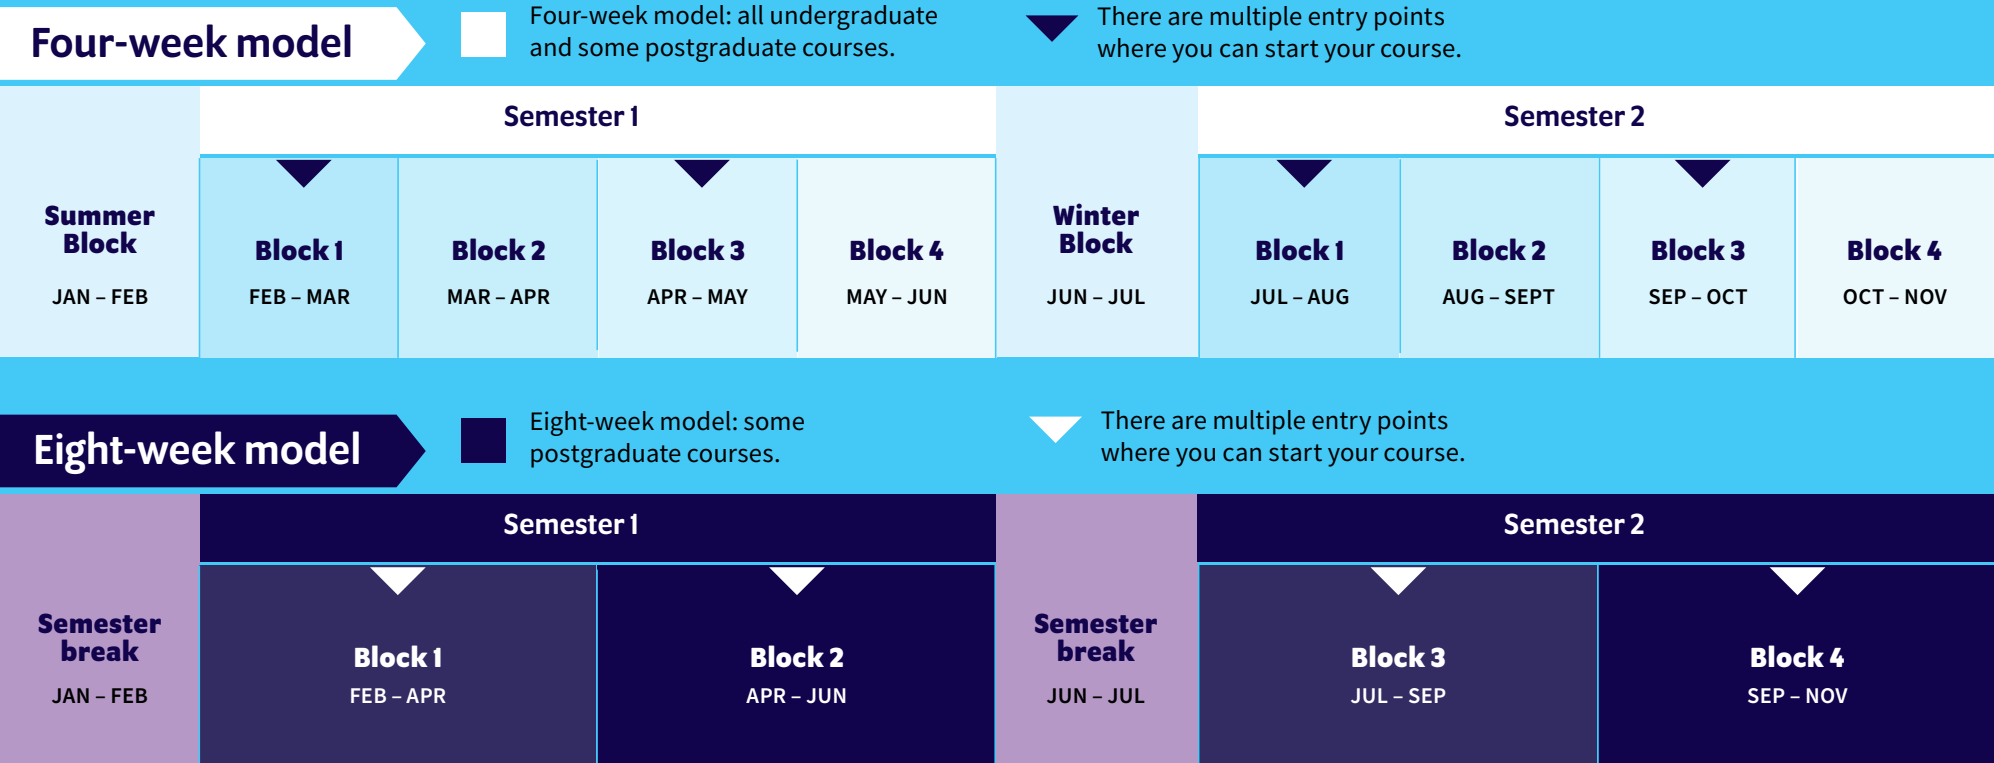 Four-week model
Four-week model: all undergraduate
and some postgraduate courses.
There are multiple entry points
where you can start your course.
Semester 1
Semester 2
Summer
Block
JAN – FEB
Block 1
FEB – MAR
Block 2
MAR – APR
Block 3
APR – MAY
Block 4
MAY – JUN
Winter
Block
JUN – JUL
Block 1
JUL – AUG
Block 2
AUG – SEPT
Block 3
SEP – OCT
Block 4
OCT – NOV
Eight-week model
Eight-week model: some
postgraduate courses.
There are multiple entry points
where you can start your course.
Semester 1
Semester 2
Semester
break
JAN – FEB
Block 1
FEB – APR
Block 2
APR – JUN
Semester
break
JUN – JUL
Block 3
JUL – SEP
Block 4
SEP – NOV